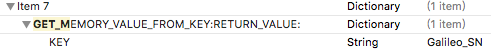 Item 7 Dictionary (1 item)
GET_MEMORY_VALUE_FROM_KEY:RETURN_VALUE: Dictionary (1 item)
KEY String Galileo_SN